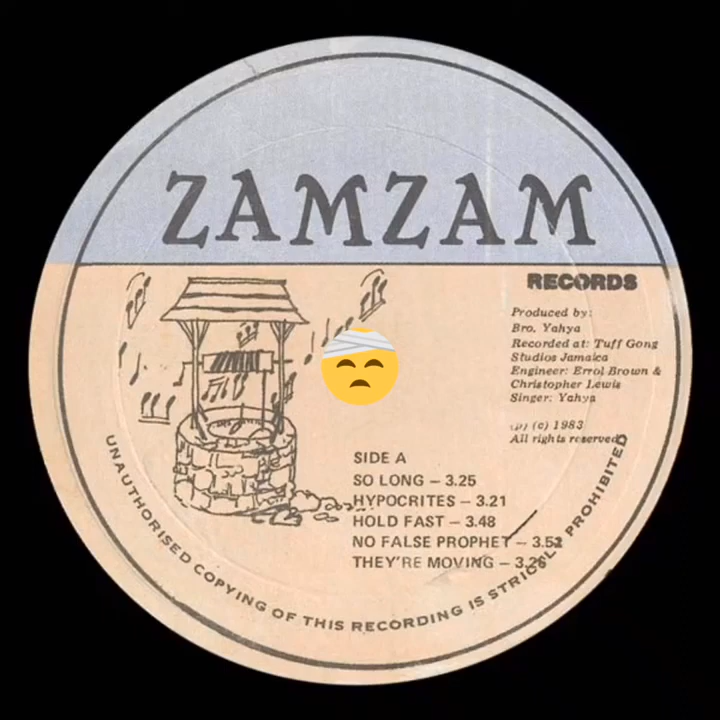 ZAMZAM
RECORDS
Produced by:
Bro. Yahya
Recorded at: Tuff Gong
Studios Jamaica
Engineer: Errol Brown &
Christopher Lewis
Singer: Yahya
(p) (c) 1983
All rights reserved
SIDE A
SO LONG – 3.25
HYPOCRITES – 3.21
HOLD FAST – 3.48
NO FALSE PROPHET – 3.52
THEY'RE MOVING – 3.26
UNAUTHORISED COPYING OF THIS RECORDING IS STRICTLY PROHIBITED